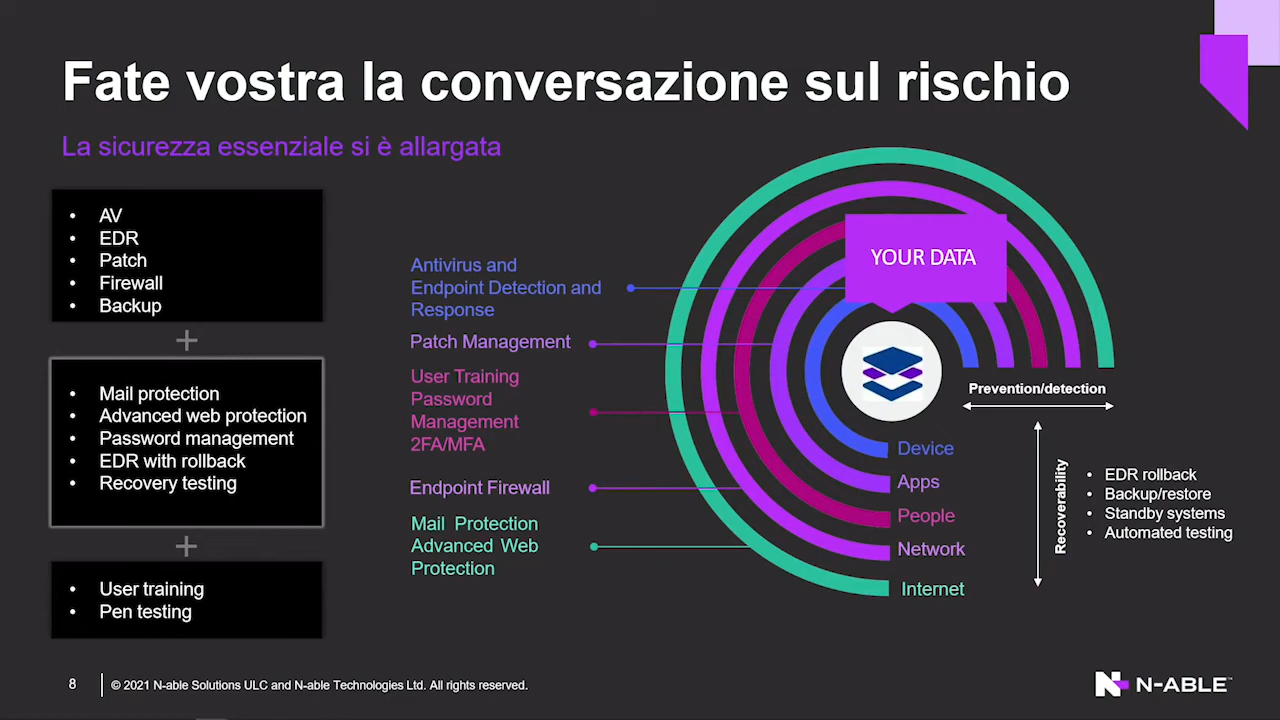 Fate vostra la conversazione sul rischio
La sicurezza essenziale si è allargata
• AV
• EDR
• Patch
• Firewall
• Backup
+
• Mail protection
• Advanced web protection
• Password management
• EDR with rollback
• Recovery testing
+
• User training
• Pen testing
Antivirus and
Endpoint Detection and
Response
Patch Management
User Training
Password
Management
2FA/MFA
Endpoint Firewall
Mail Protection
Advanced Web
Protection
YOUR DATA
Device
Apps
People
Network
Internet
Prevention/detection
Recoverability
• EDR rollback
• Backup/restore
• Standby systems
• Automated testing
8
© 2021 N-able Solutions ULC and N-able Technologies Ltd. All rights reserved.
N-ABLE™